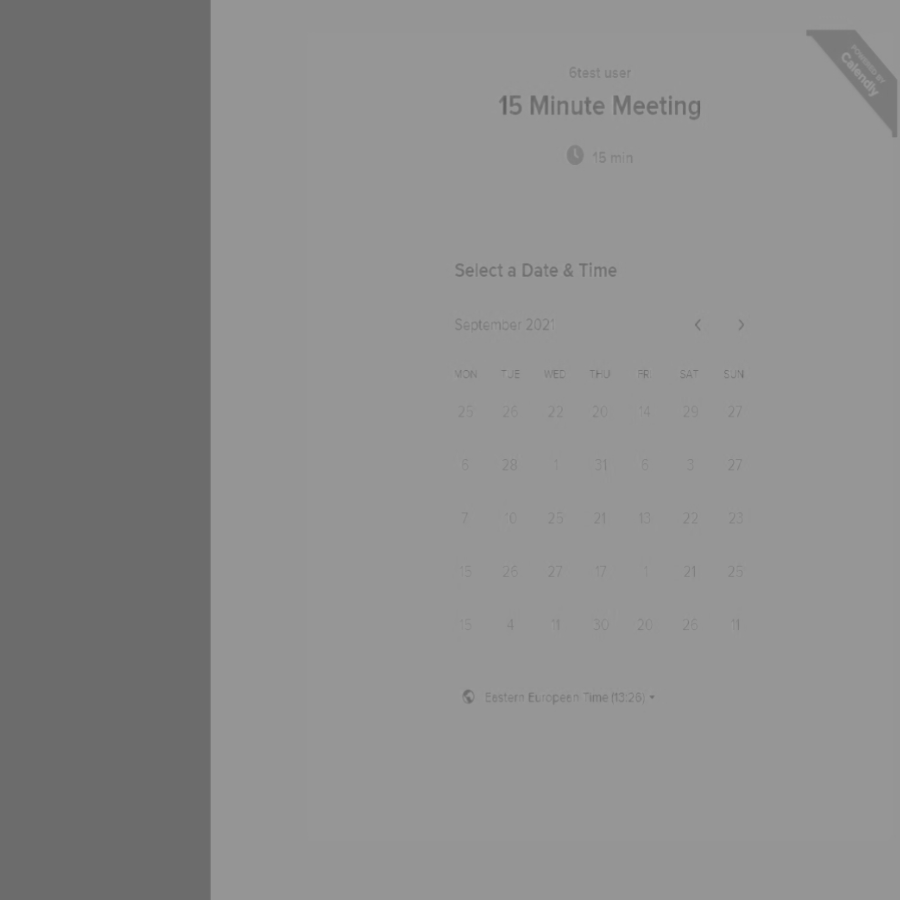 POWERED BY
Calendly
6test user
15 Minute Meeting
15 min
Select a Date & Time
September 2021
MON TUE WED THU FRI SAT SUN
25 26 22 20 14 29 27
6 28 1 31 6 3 27
7 10 25 21 13 22 23
15 26 27 17 1 21 25
15 4 11 30 20 26 11
Eastern European Time (13:26)